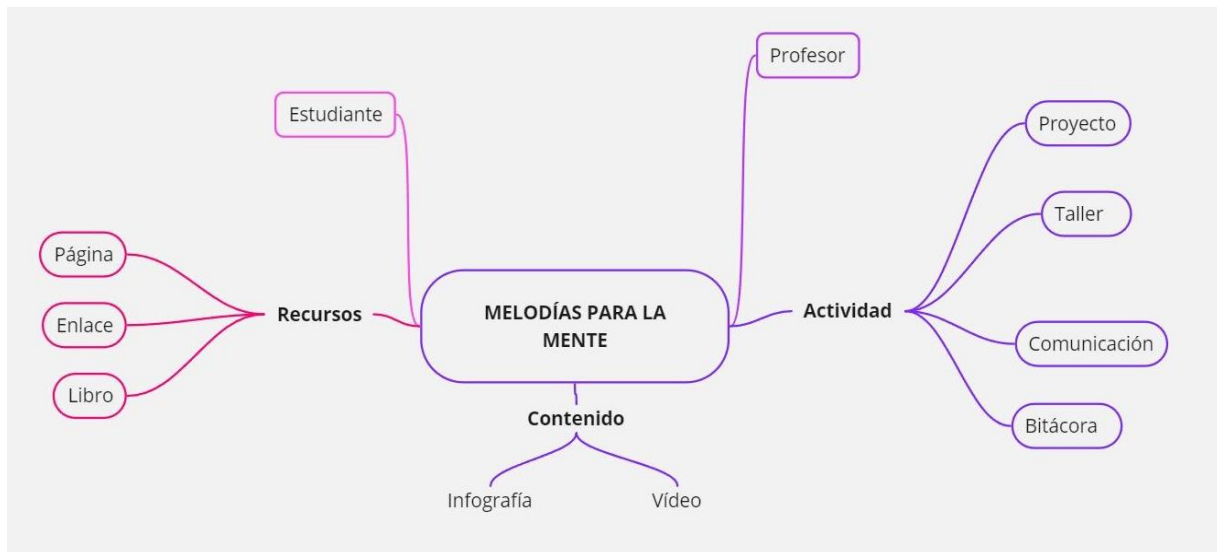 Profesor
Estudiante
Proyecto
Taller
Página
Enlace
Libro
Recursos
MELODÍAS PARA LA
MENTE
Actividad
Comunicación
Bitácora
Contenido
Infografía
Vídeo